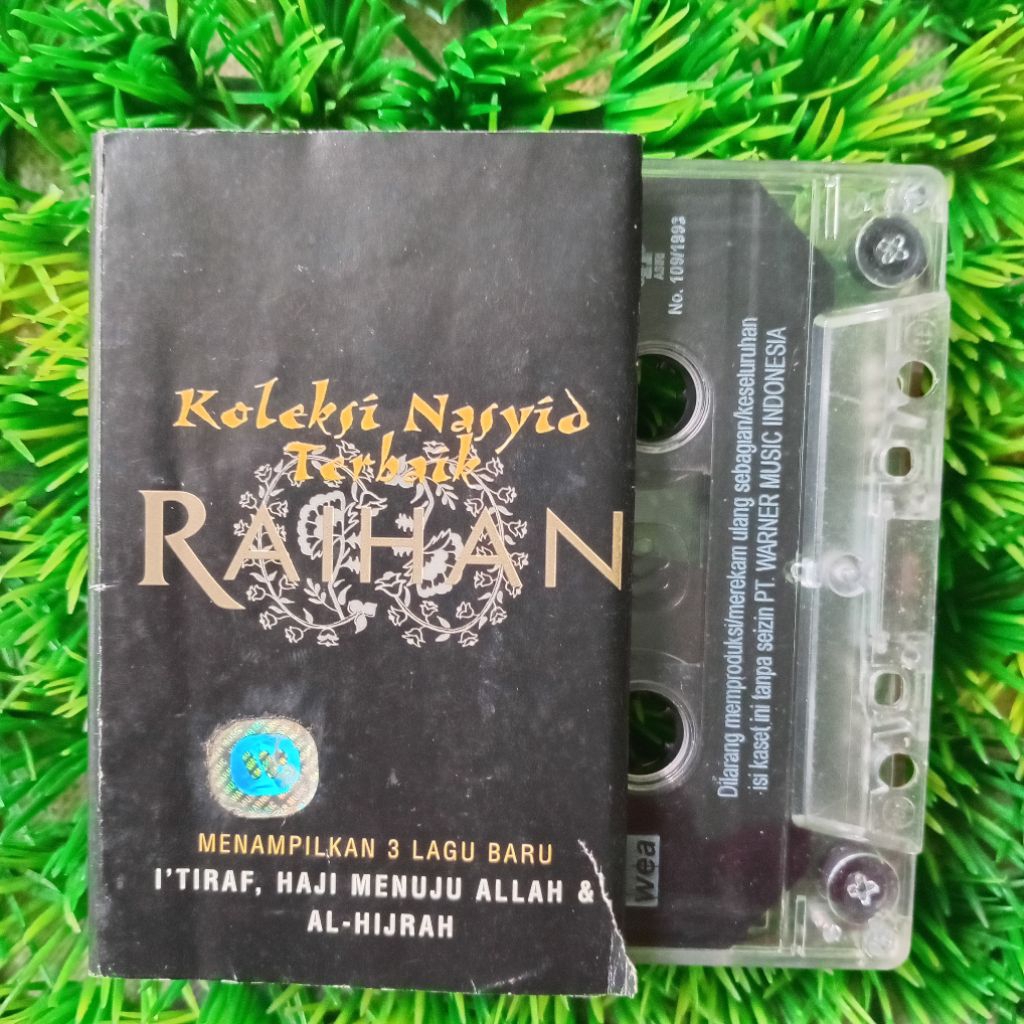 Koleksi Nasyid
Terbaik
RAIHAN
MENAMPILKAN 3 LAGU BARU
I'TIRAF, HAJI MENUJU ALLAH &
AL-HIJRAH
No. 109/1993
Dilarang memproduksi/merekam ulang sebagian/keseluruhan
isi kaset ini tanpa seizin PT. WARNER MUSIC INDONESIA
wea